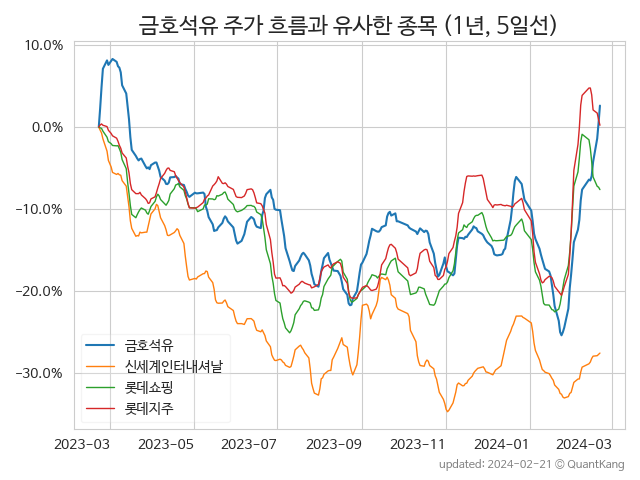 금호석유 주가 흐름과 유사한 종목 (1년, 5일선)
10.0%
0.0%
−10.0%
−20.0%
−30.0%
금호석유
신세계인터내셔날
롯데쇼핑
롯데지주
2023-03 2023-05 2023-07 2023-09 2023-11 2024-01 2024-03
updated: 2024-02-21 © QuantKang